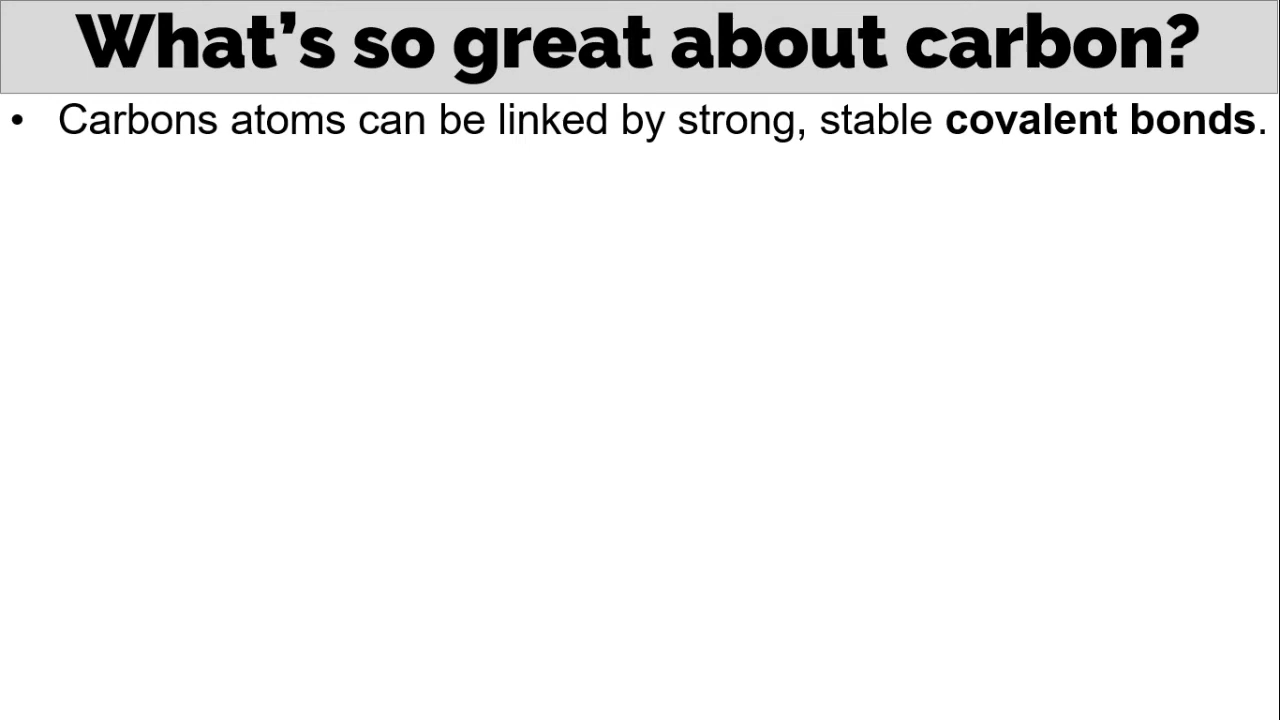 What’s so great about carbon?
• Carbons atoms can be linked by strong, stable covalent bonds.